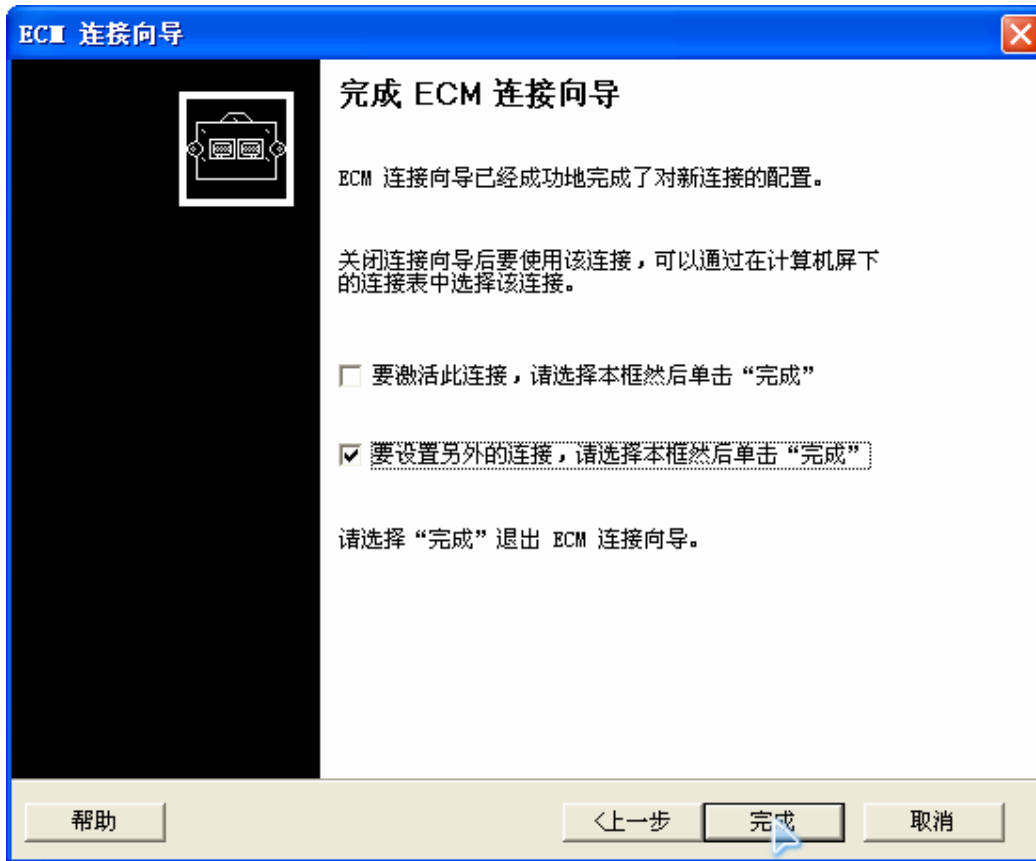 ECM 连接向导
完成 ECM 连接向导
ECM 连接向导已经成功地完成了对新连接的配置。
关闭连接向导后要使用该连接，可以通过在计算机屏下
的连接表中选择该连接。
要激活此连接，请选择本框然后单击“完成”
要设置另外的连接，请选择本框然后单击“完成”
请选择“完成”退出 ECM 连接向导。
帮助
<上一步
完成
取消